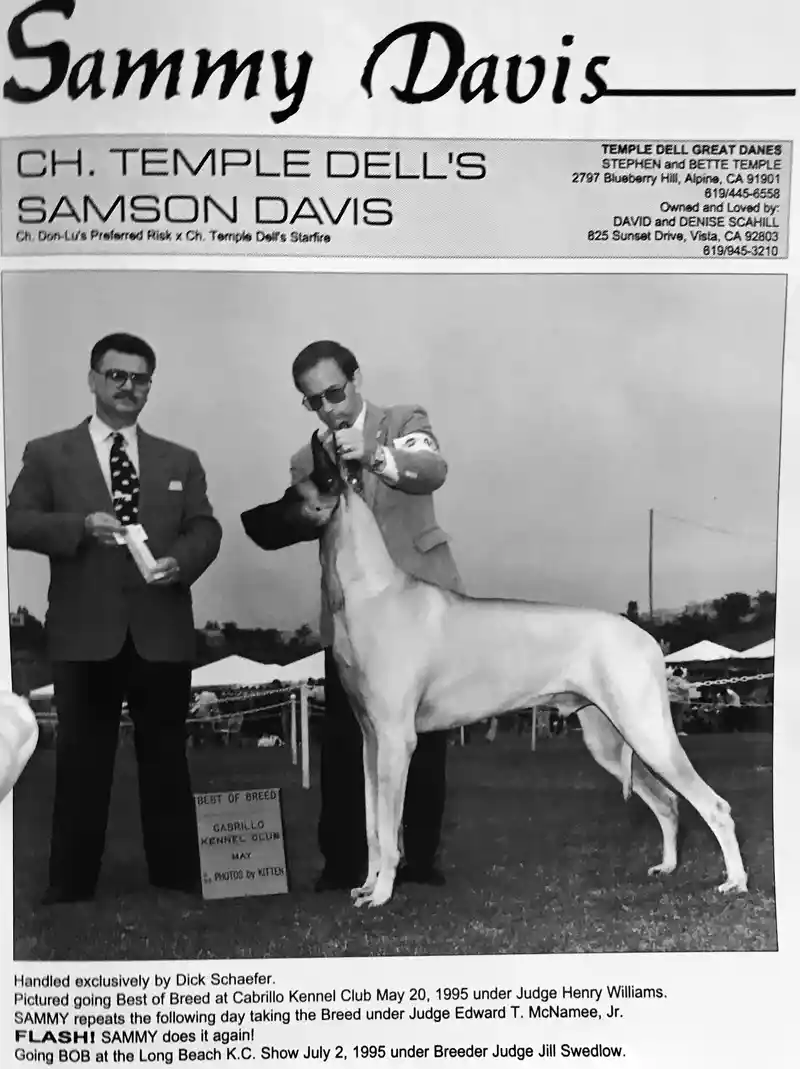 Sammy Davis
CH. TEMPLE DELL'S
SAMSON DAVIS
Ch. Don-Lu's Preferred Risk x Ch. Temple Dell's Starfire
TEMPLE DELL GREAT DANES
STEPHEN and BETTE TEMPLE
2797 Blueberry Hill, Alpine, CA 91901
619/445-6558
Owned and Loved by:
DAVID and DENISE SCAHILL
825 Sunset Drive, Vista, CA 92803
619/945-3210
BEST OF BREED
CABRILLO
KENNEL CLUB
MAY
PHOTOS by KITTEN
Handled exclusively by Dick Schaefer.
Pictured going Best of Breed at Cabrillo Kennel Club May 20, 1995 under Judge Henry Williams.
SAMMY repeats the following day taking the Breed under Judge Edward T. McNamee, Jr.
FLASH! SAMMY does it again!
Going BOB at the Long Beach K.C. Show July 2, 1995 under Breeder Judge Jill Swedlow.